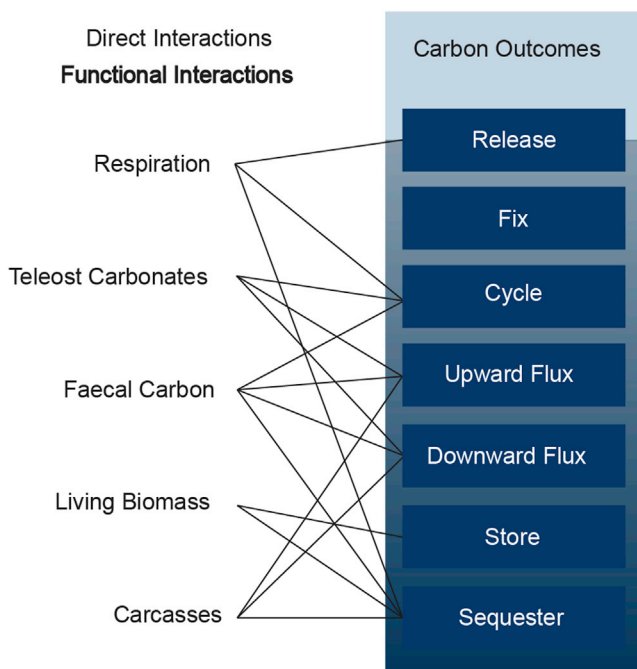 Direct Interactions
Functional Interactions
Carbon Outcomes
Respiration
Teleost Carbonates
Faecal Carbon
Living Biomass
Carcasses
Release
Fix
Cycle
Upward Flux
Downward Flux
Store
Sequester